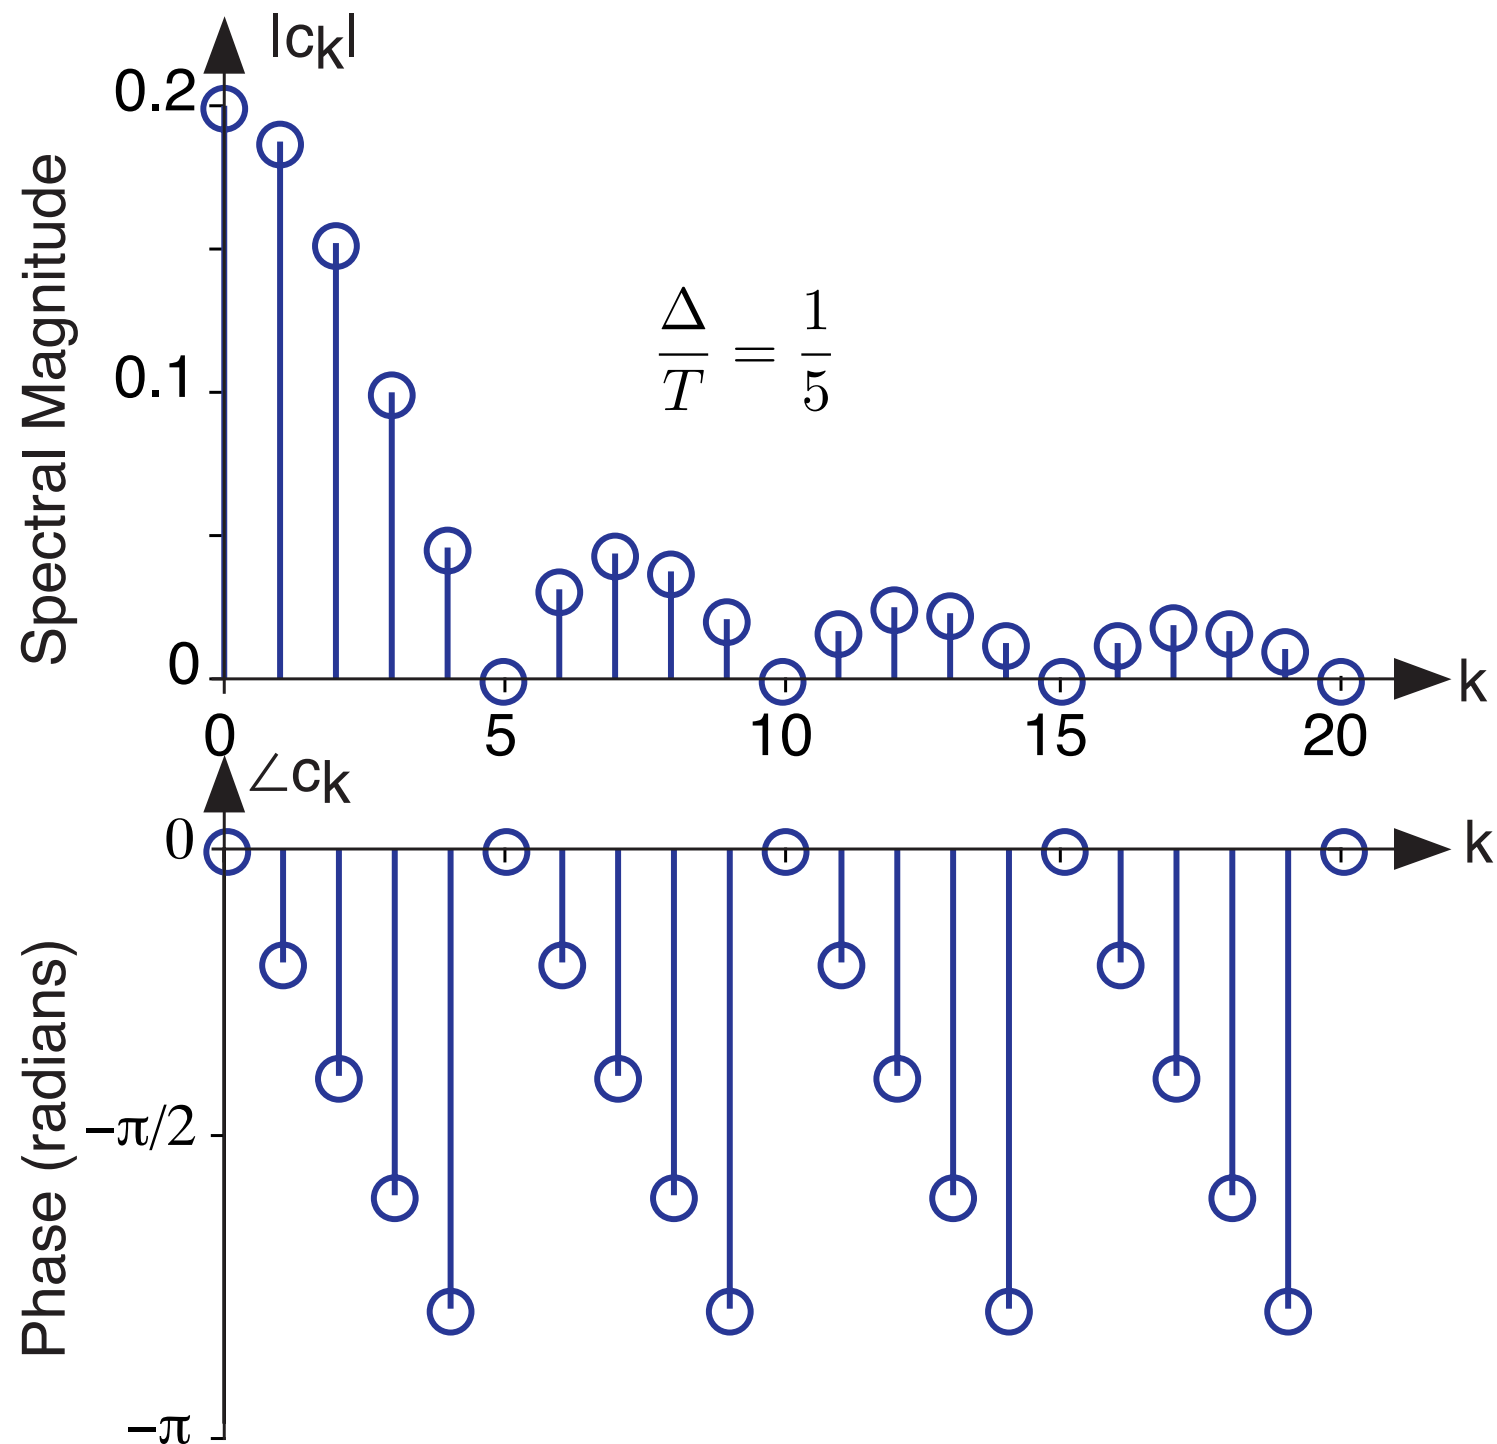 |ck|
0.2
0.1
0
Spectral Magnitude
Δ/T = 1/5
k
0 5 10 15 20
∠ck
0
k
−π/2
−π
Phase (radians)